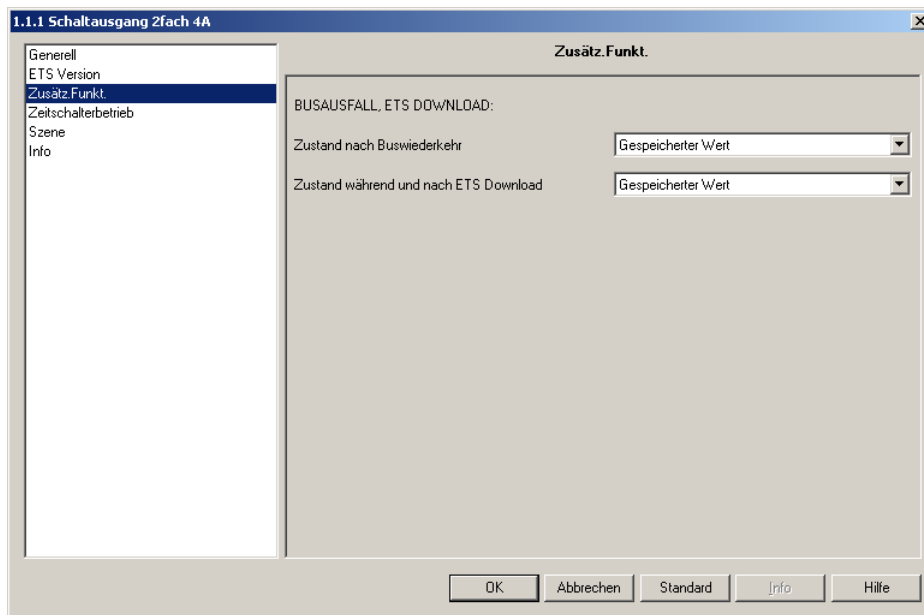 1.1.1 Schaltausgang 2fach 4A
Generell
ETS Version
Zusätz.Funkt.
Zeitschalterbetrieb
Szene
Info
Zusätz.Funkt.
BUSAUSFALL, ETS DOWNLOAD:
Zustand nach Buswiederkehr Gespeicherter Wert
Zustand während und nach ETS Download Gespeicherter Wert
OK Abbrechen Standard Info Hilfe